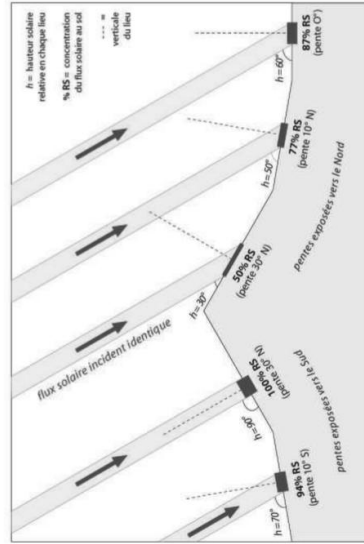 h = hauteur solaire
relative en chaque lieu
% RS = concentration
du flux solaire au sol
---- = verticale
du lieu
flux solaire incident identique
h=70°
94% RS
(pente 10° S)
h=90°
100% RS
(pente 30° N)
h=30°
50% RS
(pente 30° N)
h=50°
77% RS
(pente 10° N)
h=60°
87% RS
(pente O°)
pentes exposées vers le Sud
pentes exposées vers le Nord